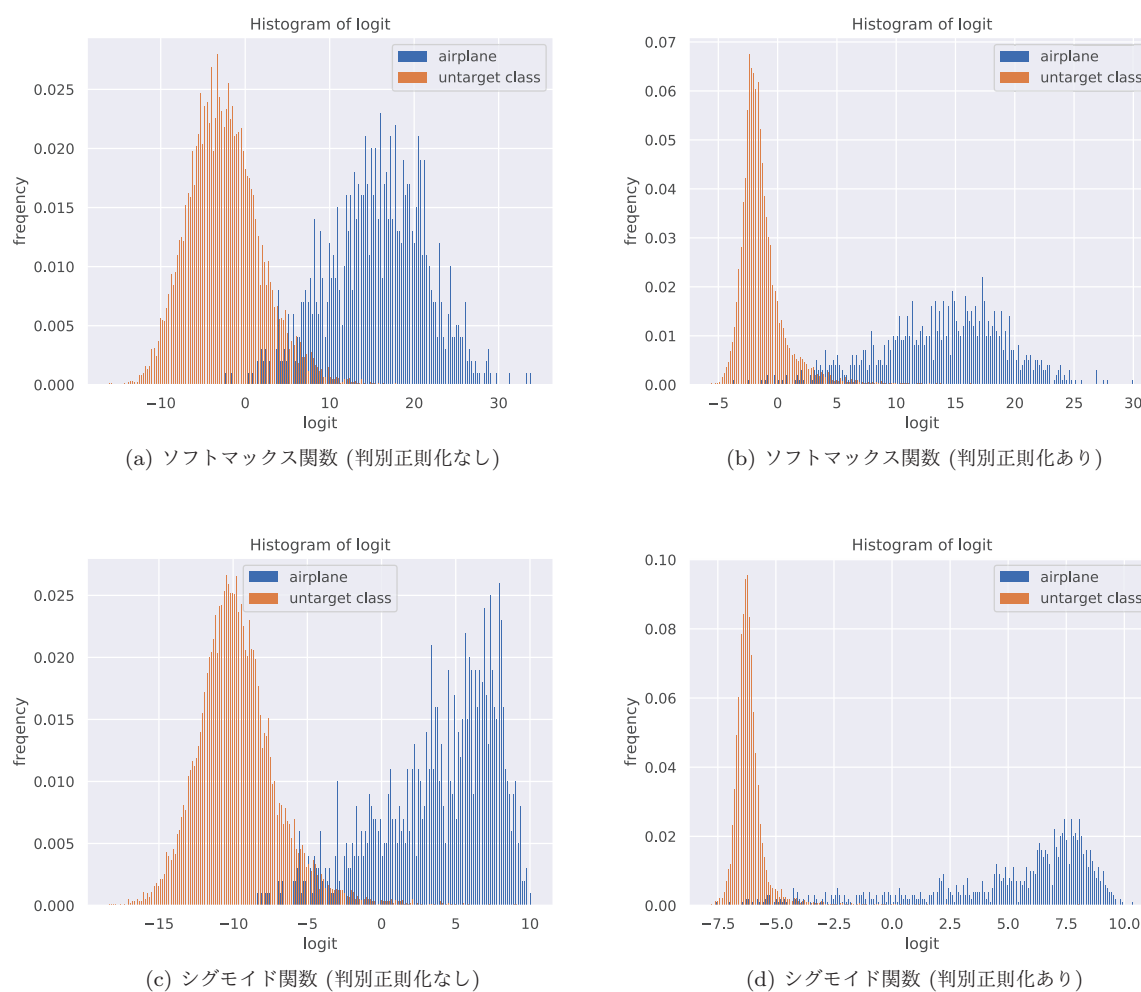 Histogram of logit
airplane
untarget class
0.025
0.020
0.015
0.010
0.005
0.000
freqency
−10 0 10 20 30
logit
(a) ソフトマックス関数 (判別正則化なし)
Histogram of logit
airplane
untarget class
0.07
0.06
0.05
0.04
0.03
0.02
0.01
0.00
freqency
−5 0 5 10 15 20 25 30
logit
(b) ソフトマックス関数 (判別正則化あり)
Histogram of logit
airplane
untarget class
0.025
0.020
0.015
0.010
0.005
0.000
freqency
−15 −10 −5 0 5 10
logit
(c) シグモイド関数 (判別正則化なし)
Histogram of logit
airplane
untarget class
0.10
0.08
0.06
0.04
0.02
0.00
freqency
−7.5 −5.0 −2.5 0.0 2.5 5.0 7.5 10.0
logit
(d) シグモイド関数 (判別正則化あり)